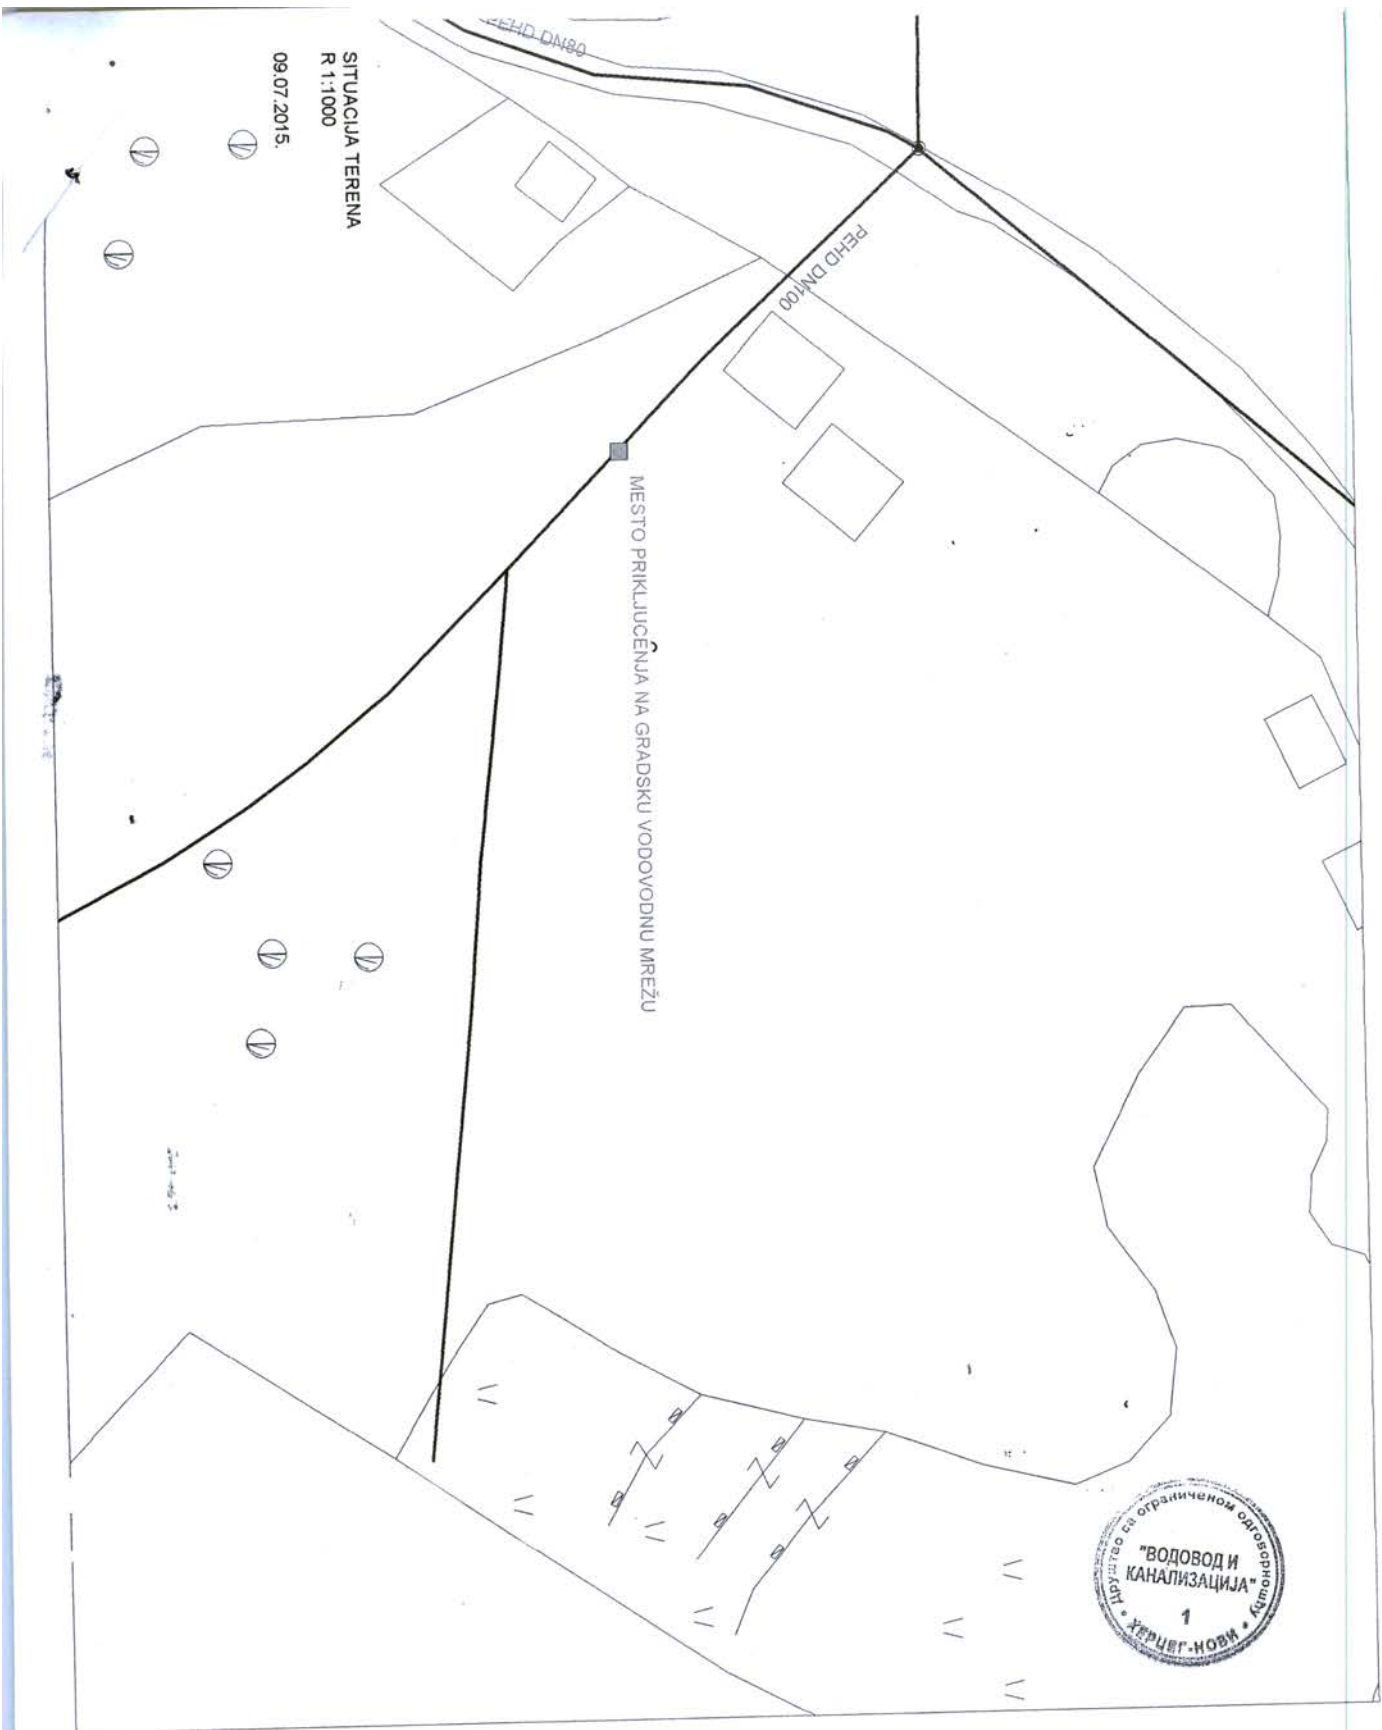 SITUACIJA TERENA
R 1:1000
09.07.2015.
PEHD DN80
PEHD DN100
MESTO PRIKLJUČENJA NA GRADSKU VODOVODNU MREŽU
Друштво са ограниченом одговорношћу
"ВОДОВОД И
КАНАЛИЗАЦИЈА"
1
ХЕРЦЕГ-НОВИ